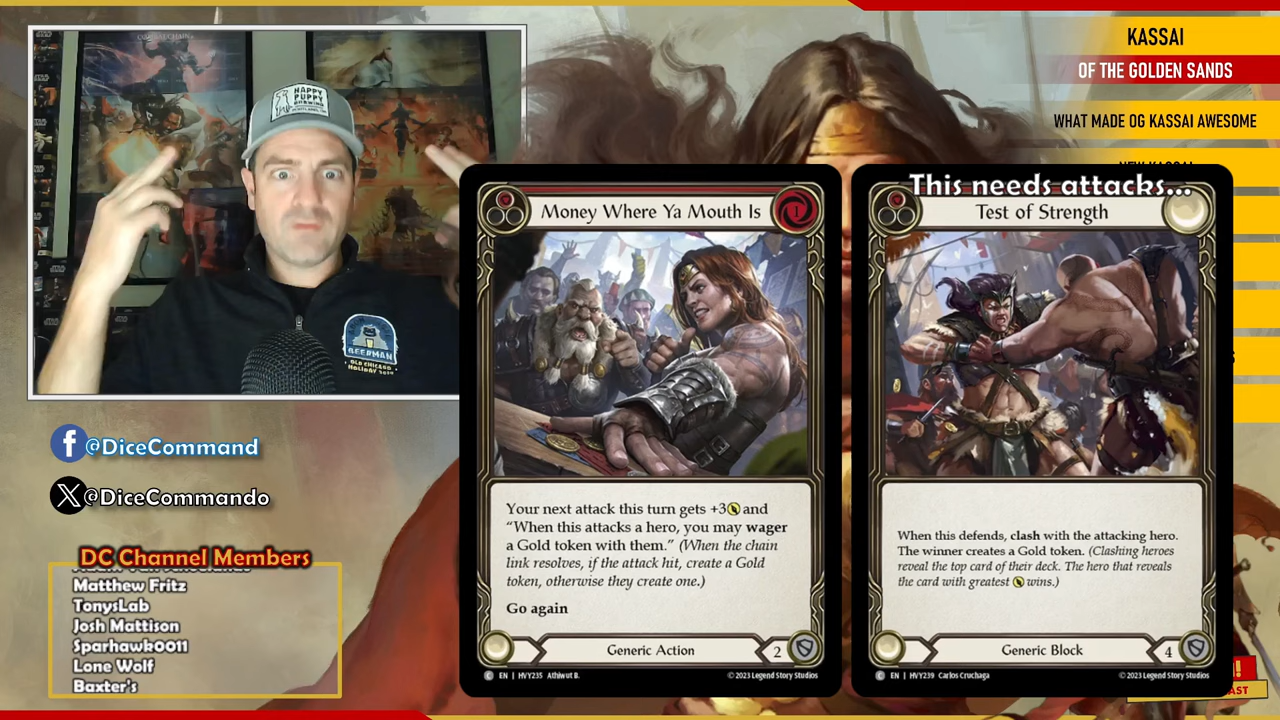 KASSAI
OF THE GOLDEN SANDS
WHAT MADE OG KASSAI AWESOME
HAPPY
PUPPY
BREWING
BEERMAN
OLD CHICAGO
HOLIDAY
This needs attacks...
Money Where Ya Mouth Is
1
Your next attack this turn gets +3 and
“When this attacks a hero, you may wager
a Gold token with them.” (When the chain
link resolves, if the attack hit, create a Gold
token, otherwise they create one.)
Go again
Generic Action
2
C EN | HVY235 Athiwut B.
© 2023 Legend Story Studios
Test of Strength
When this defends, clash with the attacking hero.
The winner creates a Gold token. (Clashing heroes
reveal the top card of their deck. The hero that reveals
the card with greatest wins.)
Generic Block
4
C EN | HVY239 Carlos Cruchaga
© 2023 Legend Story Studios
@DiceCommand
@DiceCommando
DC Channel Members
Matthew Fritz
TonysLab
Josh Mattison
Sparhawk0011
Lone Wolf
Baxter's